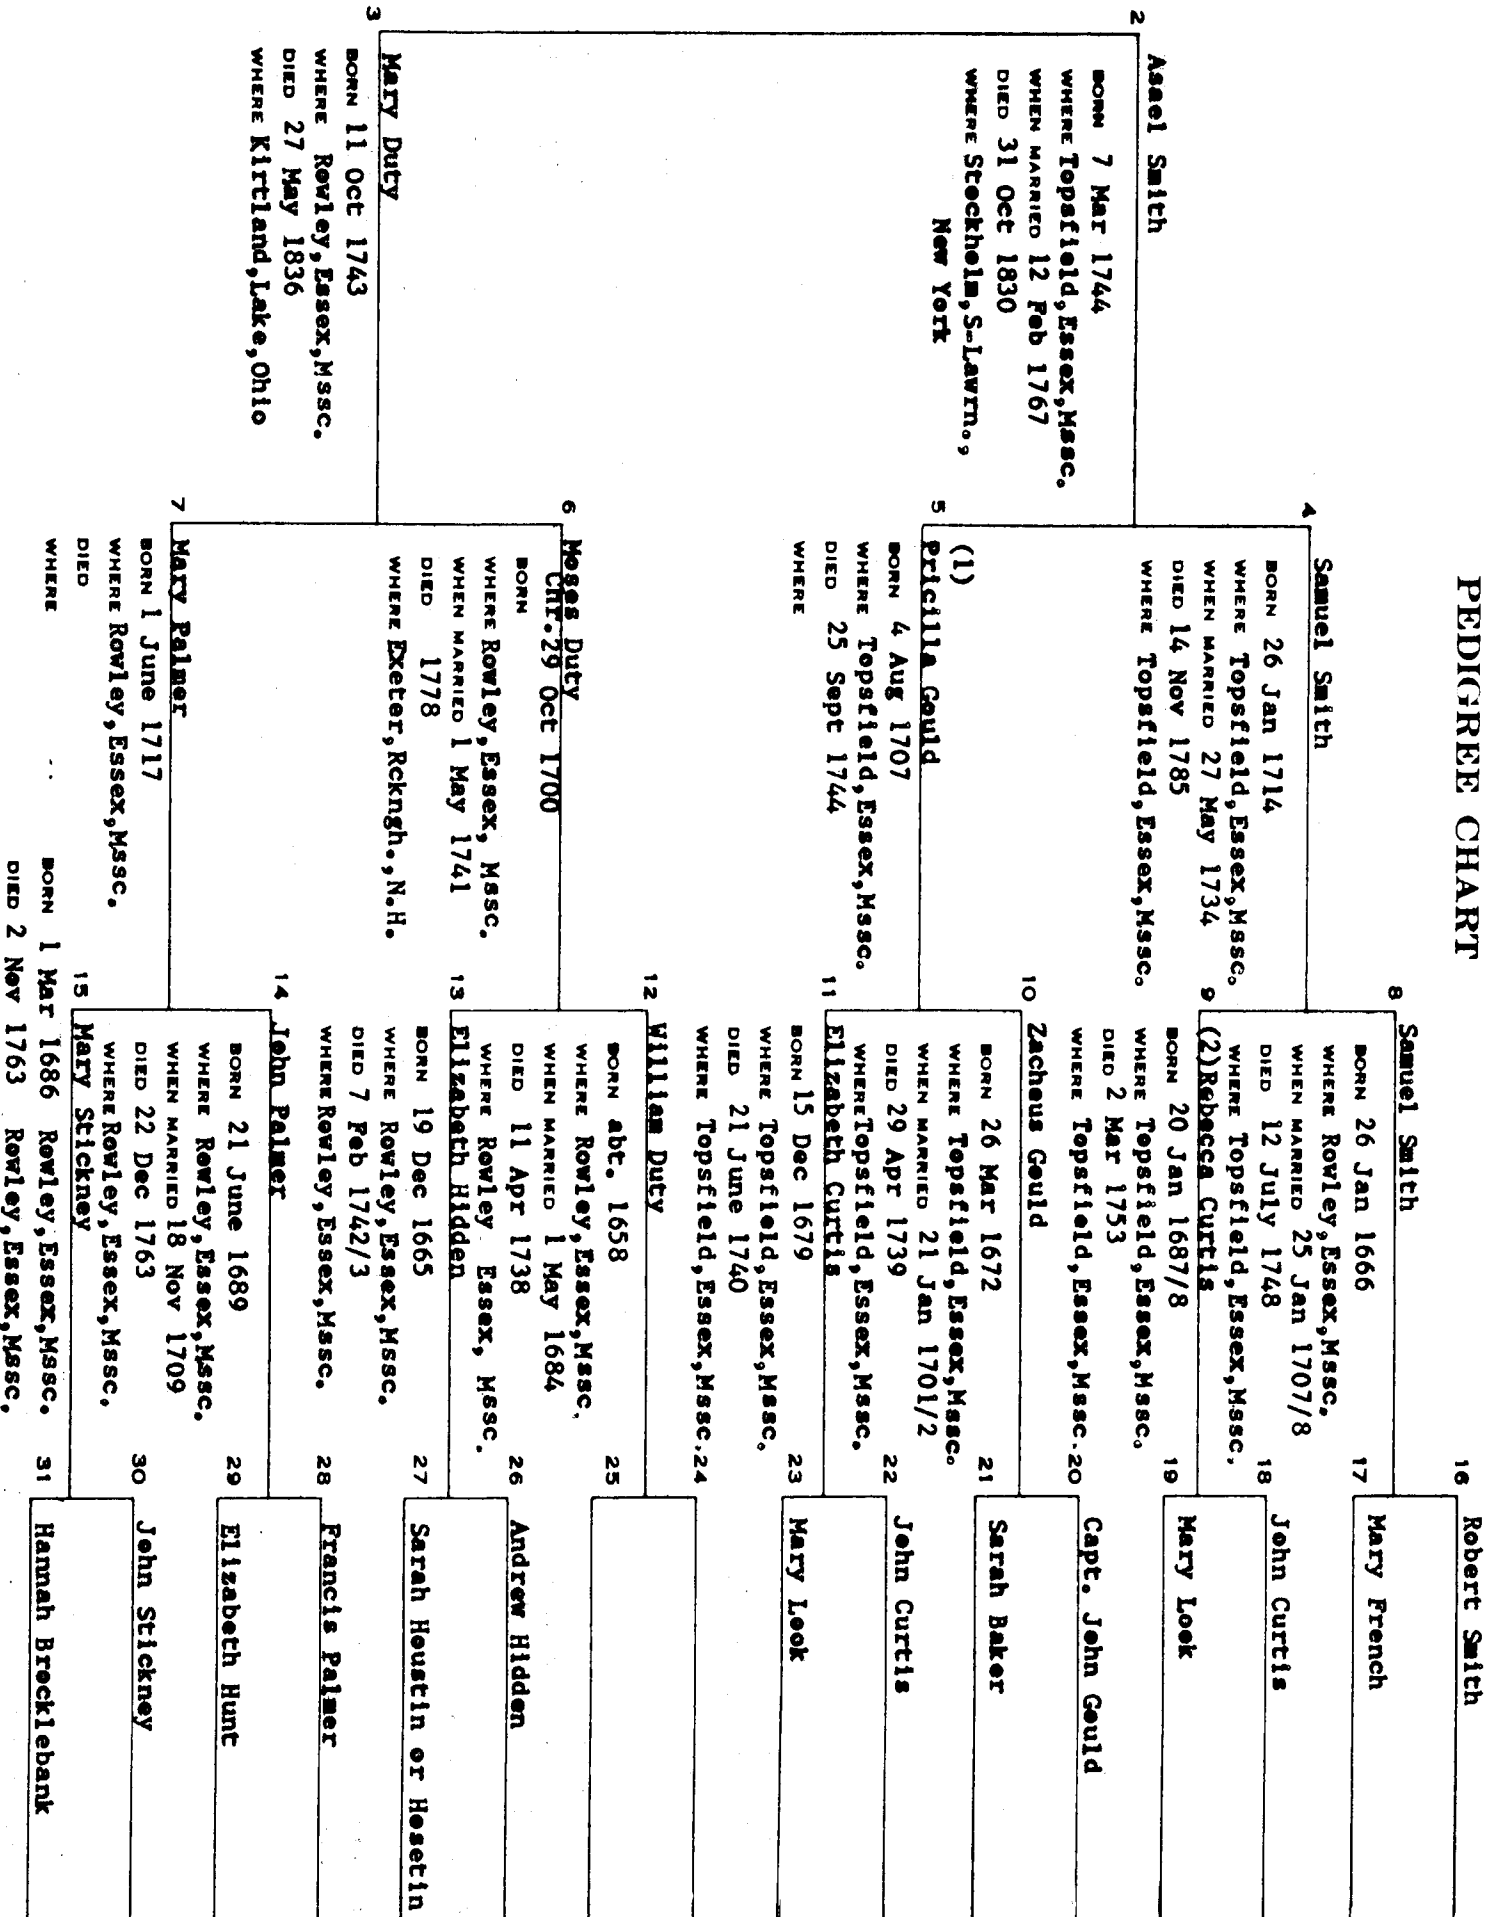 PEDIGREE CHART
2
Asael Smith
BORN 7 Mar 1744
WHERE Topsfield,Essex,Mssc.
WHEN MARRIED 12 Feb 1767
DIED 31 Oct 1830
WHERE Stockholm,S-Lawrn.,
New York
3
Mary Duty
BORN 11 Oct 1743
WHERE Rowley,Essex,Mssc.
DIED 27 May 1836
WHERE Kirtland,Lake,Ohio
4
Samuel Smith
BORN 26 Jan 1714
WHERE Topsfield,Essex,Mssc.
WHEN MARRIED 27 May 1734
DIED 14 Nov 1785
WHERE Topsfield,Essex,Mssc.
5
(1)
Pricilla Gould
BORN 4 Aug 1707
WHERE Topsfield,Essex,Mssc.
DIED 25 Sept 1744
WHERE
6
Moses Duty
Chr.29 Oct 1700
BORN
WHERE Rowley,Essex, Mssc.
WHEN MARRIED 1 May 1741
DIED 1778
WHERE Exeter,Rckngh.,N.H.
7
Mary Palmer
BORN 1 June 1717
WHERE Rowley,Essex,Mssc.
DIED
WHERE
8
Samuel Smith
BORN 26 Jan 1666
WHERE Rowley,Essex,Mssc.
WHEN MARRIED 25 Jan 1707/8
DIED 12 July 1748
WHERE Topsfield,Essex,Mssc.
9
(2)Rebecca Curtis
BORN 20 Jan 1687/8
WHERE Topsfield,Essex,Mssc.
DIED 2 Mar 1753
WHERE Topsfield,Essex,Mssc.
10
Zacheus Gould
BORN 26 Mar 1672
WHERE Topsfield,Essex,Mssc.
WHEN MARRIED 21 Jan 1701/2
DIED 29 Apr 1739
WHERE Topsfield,Essex,Mssc.
11
Elizabeth Curtis
BORN 15 Dec 1679
WHERE Topsfield,Essex,Mssc.
DIED 21 June 1740
WHERE Topsfield,Essex,Mssc.
12
William Duty
BORN abt. 1658
WHERE Rowley,Essex,Mssc.
WHEN MARRIED 1 May 1684
DIED 11 Apr 1738
WHERE Rowley Essex, Mssc.
13
Elizabeth Hidden
BORN 19 Dec 1665
WHERE Rowley,Essex,Mssc.
DIED 7 Feb 1742/3
WHERE Rowley,Essex,Mssc.
14
John Palmer
BORN 21 June 1689
WHERE Rowley,Essex,Mssc.
WHEN MARRIED 18 Nov 1709
DIED 22 Dec 1763
WHERE Rowley,Essex,Mssc.
15
Mary Stickney
BORN 1 Mar 1686 Rowley,Essex,Mssc.
DIED 2 Nov 1763 Rowley,Essex,Mssc.
16
Robert Smith
17
Mary French
18
John Curtis
19
Mary Look
20
Capt. John Gould
21
Sarah Baker
22
John Curtis
23
Mary Look
24
25
26
Andrew Hidden
27
Sarah Houstin or Hosetin
28
Francis Palmer
29
Elizabeth Hunt
30
John Stickney
31
Hannah Brocklebank